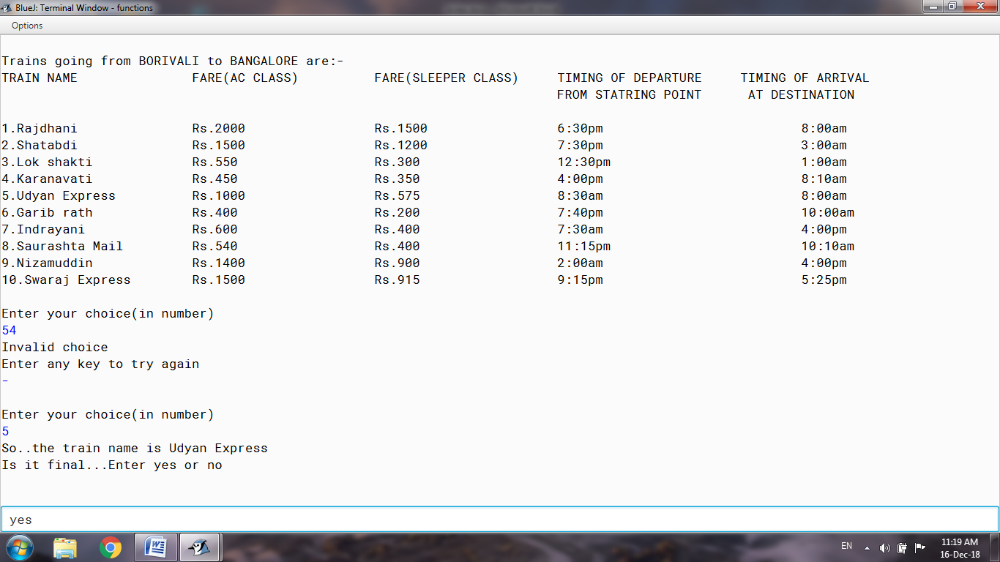 BlueJ: Terminal Window - functions
Options
Trains going from BORIVALI to BANGALORE are:-
TRAIN NAME FARE(AC CLASS) FARE(SLEEPER CLASS) TIMING OF DEPARTURE TIMING OF ARRIVAL
FROM STATRING POINT AT DESTINATION
1.Rajdhani Rs.2000 Rs.1500 6:30pm 8:00am
2.Shatabdi Rs.1500 Rs.1200 7:30pm 3:00am
3.Lok shakti Rs.550 Rs.300 12:30pm 1:00am
4.Karanavati Rs.450 Rs.350 4:00pm 8:10am
5.Udyan Express Rs.1000 Rs.575 8:30am 8:00am
6.Garib rath Rs.400 Rs.200 7:40pm 10:00am
7.Indrayani Rs.600 Rs.400 7:30am 4:00pm
8.Saurashta Mail Rs.540 Rs.400 11:15pm 10:10am
9.Nizamuddin Rs.1400 Rs.900 2:00am 4:00pm
10.Swaraj Express Rs.1500 Rs.915 9:15pm 5:25pm
Enter your choice(in number)
54
Invalid choice
Enter any key to try again
-
Enter your choice(in number)
5
So..the train name is Udyan Express
Is it final...Enter yes or no
yes
EN
11:19 AM
16-Dec-18